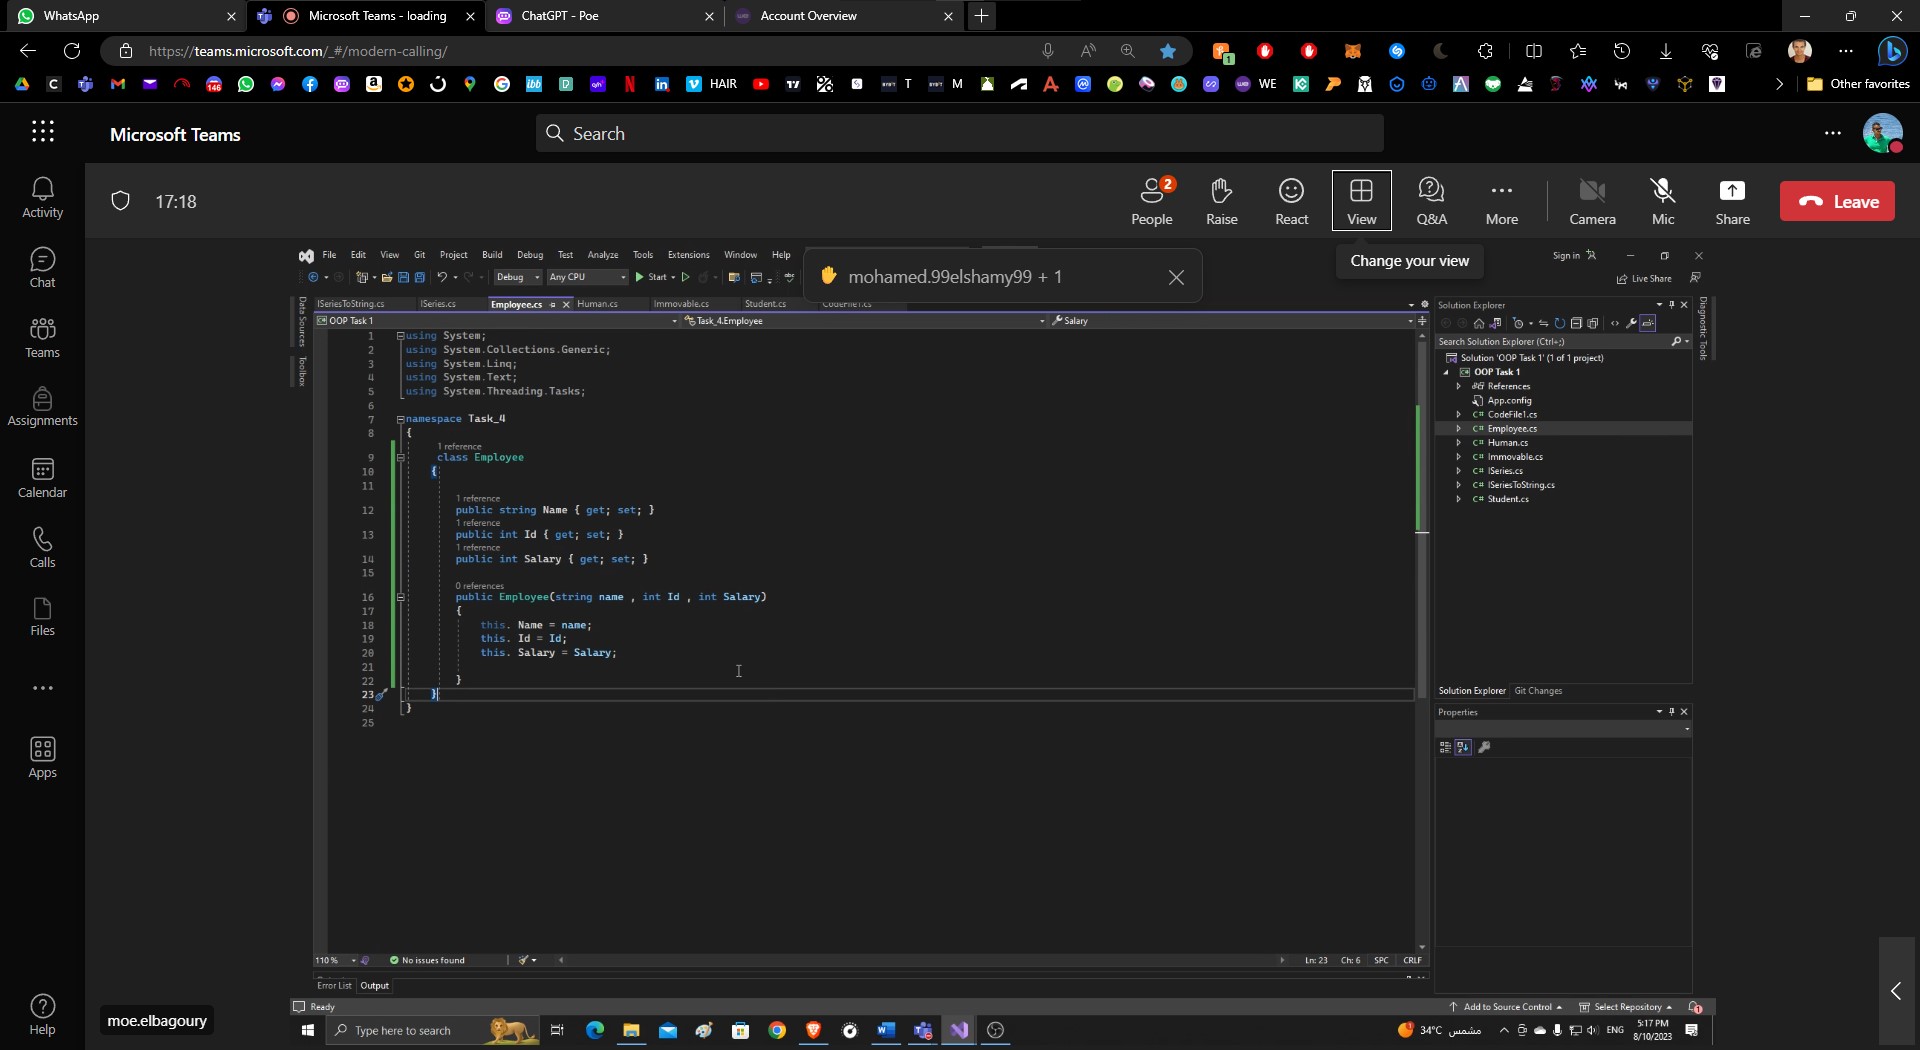 WhatsApp
Microsoft Teams - loading
ChatGPT - Poe
Account Overview
https://teams.microsoft.com/_#/modern-calling/
1
146
HAIR
T
M
WE
Other favorites
Microsoft Teams
Search
Activity
Chat
Teams
Assignments
Calendar
Calls
Files
Apps
Help
17:18
2
People
Raise
React
View
Q&A
More
Camera
Mic
Share
Leave
Change your view
mohamed.99elshamy99 + 1
File Edit View Git Project Build Debug Test Analyze Tools Extensions Window Help
Sign in
Debug Any CPU Start
Live Share
Data Sources
Toolbox
ISeriesToString.cs ISeries.cs Employee.cs Human.cs Immovable.cs Student.cs CodeFile1.cs
OOP Task 1 Task_4.Employee Salary
1 using System;
2 using System.Collections.Generic;
3 using System.Linq;
4 using System.Text;
5 using System.Threading.Tasks;
6
7 namespace Task_4
8 {
1 reference
9 class Employee
10 {
11
1 reference
12 public string Name { get; set; }
1 reference
13 public int Id { get; set; }
1 reference
14 public int Salary { get; set; }
15
0 references
16 public Employee(string name , int Id , int Salary)
17 {
18 this. Name = name;
19 this. Id = Id;
20 this. Salary = Salary;
21
22 }
23 }
24 }
25
110 % No issues found Ln: 23 Ch: 6 SPC CRLF
Error List Output
Solution Explorer
Search Solution Explorer (Ctrl+;)
Solution 'OOP Task 1' (1 of 1 project)
OOP Task 1
References
App.config
C# CodeFile1.cs
C# Employee.cs
C# Human.cs
C# Immovable.cs
C# ISeries.cs
C# ISeriesToString.cs
C# Student.cs
Solution Explorer Git Changes
Properties
Diagnostic Tools
Ready
Add to Source Control Select Repository 1
moe.elbagoury
Type here to search
34°C مشمس
ENG
5:17 PM
8/10/2023